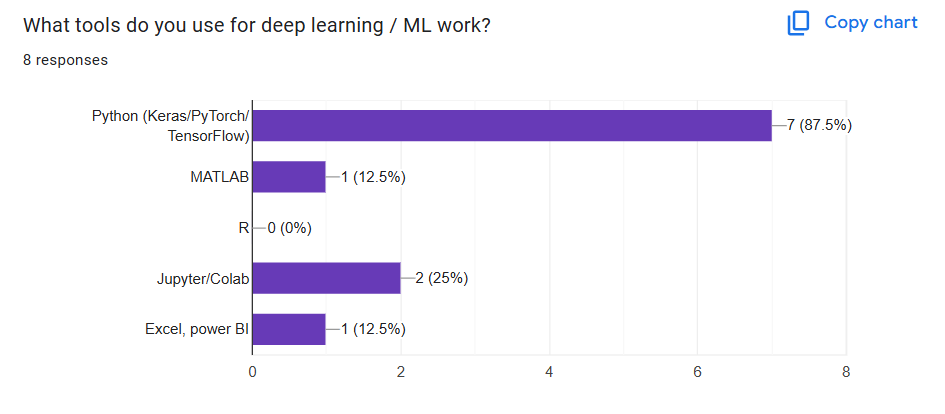 What tools do you use for deep learning / ML work?
Copy chart
8 responses
Python (Keras/PyTorch/
TensorFlow)
7 (87.5%)
MATLAB
1 (12.5%)
R
0 (0%)
Jupyter/Colab
2 (25%)
Excel, power BI
1 (12.5%)
0
2
4
6
8